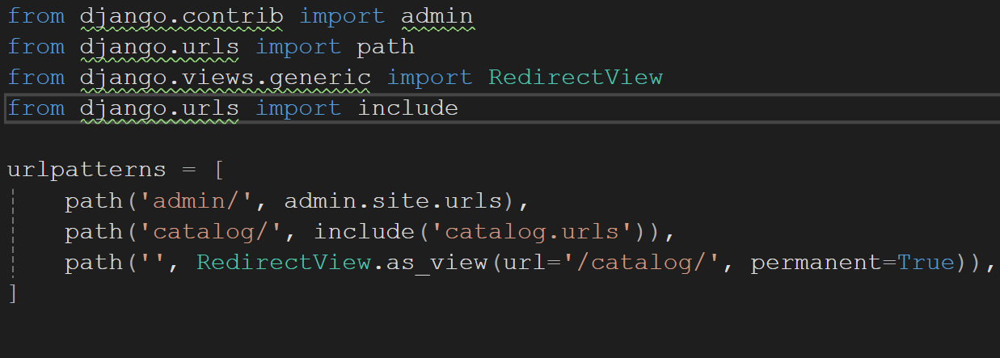 from django.contrib import admin
from django.urls import path
from django.views.generic import RedirectView
from django.urls import include
urlpatterns = [
    path('admin/', admin.site.urls),
    path('catalog/', include('catalog.urls')),
    path('', RedirectView.as_view(url='/catalog/', permanent=True)),
]